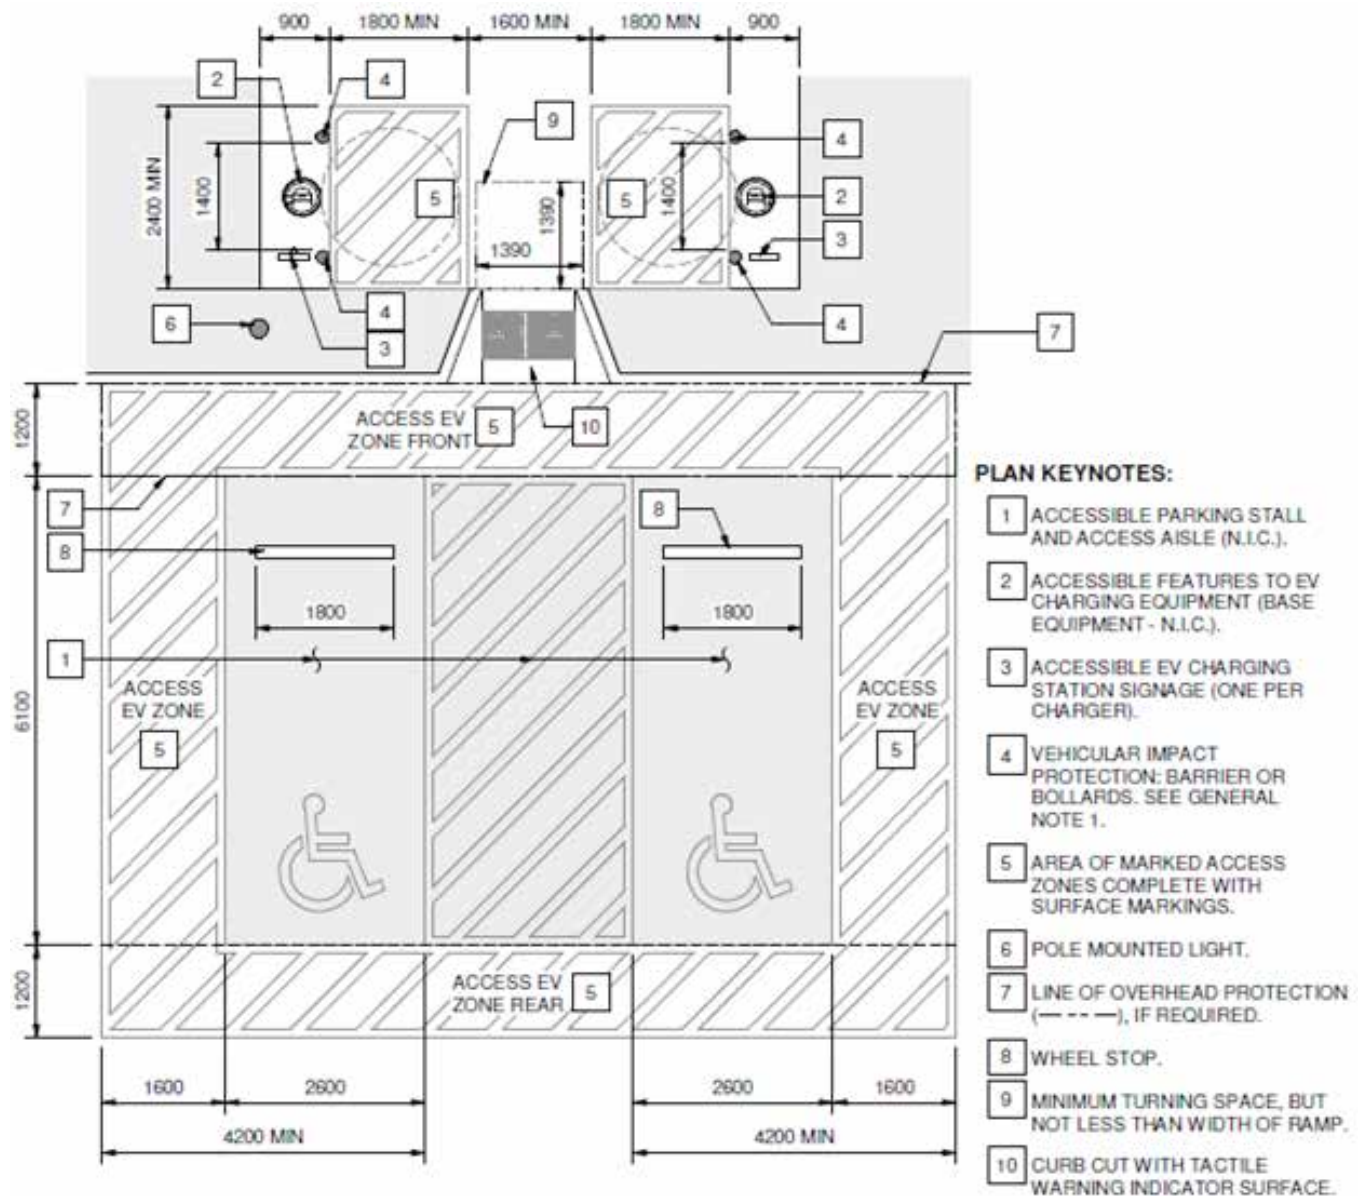 900
1800 MIN
1600 MIN
1800 MIN
900
2
4
9
4
2400 MIN
1400
5
1390
1390
5
1400
2
3
4
3
6
4
7
1200
ACCESS EV
ZONE FRONT
5
10
7
8
8
1800
1800
1
6100
ACCESS
EV ZONE
5
ACCESS
EV ZONE
5
1200
ACCESS EV
ZONE REAR
5
1600
2600
2600
1600
4200 MIN
4200 MIN
PLAN KEYNOTES:
1 ACCESSIBLE PARKING STALL
AND ACCESS AISLE (N.I.C.).
2 ACCESSIBLE FEATURES TO EV
CHARGING EQUIPMENT (BASE
EQUIPMENT - N.I.C.).
3 ACCESSIBLE EV CHARGING
STATION SIGNAGE (ONE PER
CHARGER).
4 VEHICULAR IMPACT
PROTECTION: BARRIER OR
BOLLARDS. SEE GENERAL
NOTE 1.
5 AREA OF MARKED ACCESS
ZONES COMPLETE WITH
SURFACE MARKINGS.
6 POLE MOUNTED LIGHT.
7 LINE OF OVERHEAD PROTECTION
(— -- —), IF REQUIRED.
8 WHEEL STOP.
9 MINIMUM TURNING SPACE, BUT
NOT LESS THAN WIDTH OF RAMP.
10 CURB CUT WITH TACTILE
WARNING INDICATOR SURFACE.